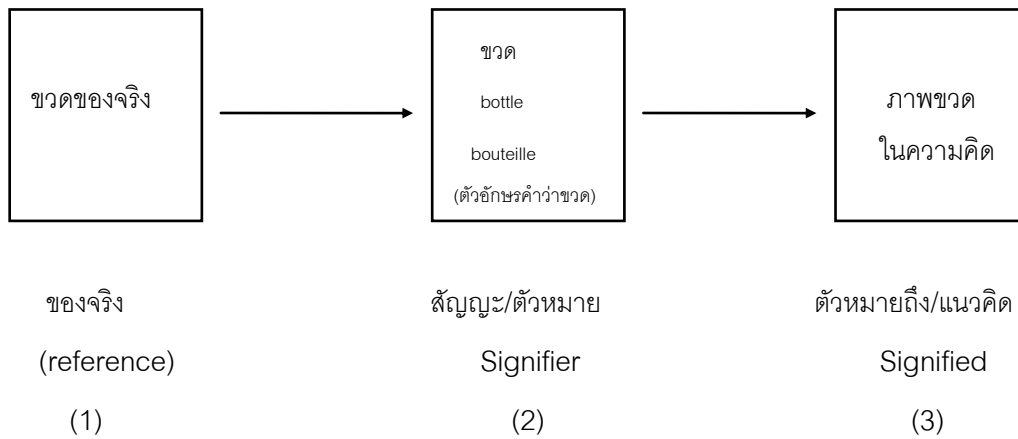 ขวดของจริง
ขวด
bottle
bouteille
(ตัวอักษรคำว่าขวด)
ภาพขวด
ในความคิด
ของจริง
(reference)
(1)
สัญญะ/ตัวหมาย
Signifier
(2)
ตัวหมายถึง/แนวคิด
Signified
(3)